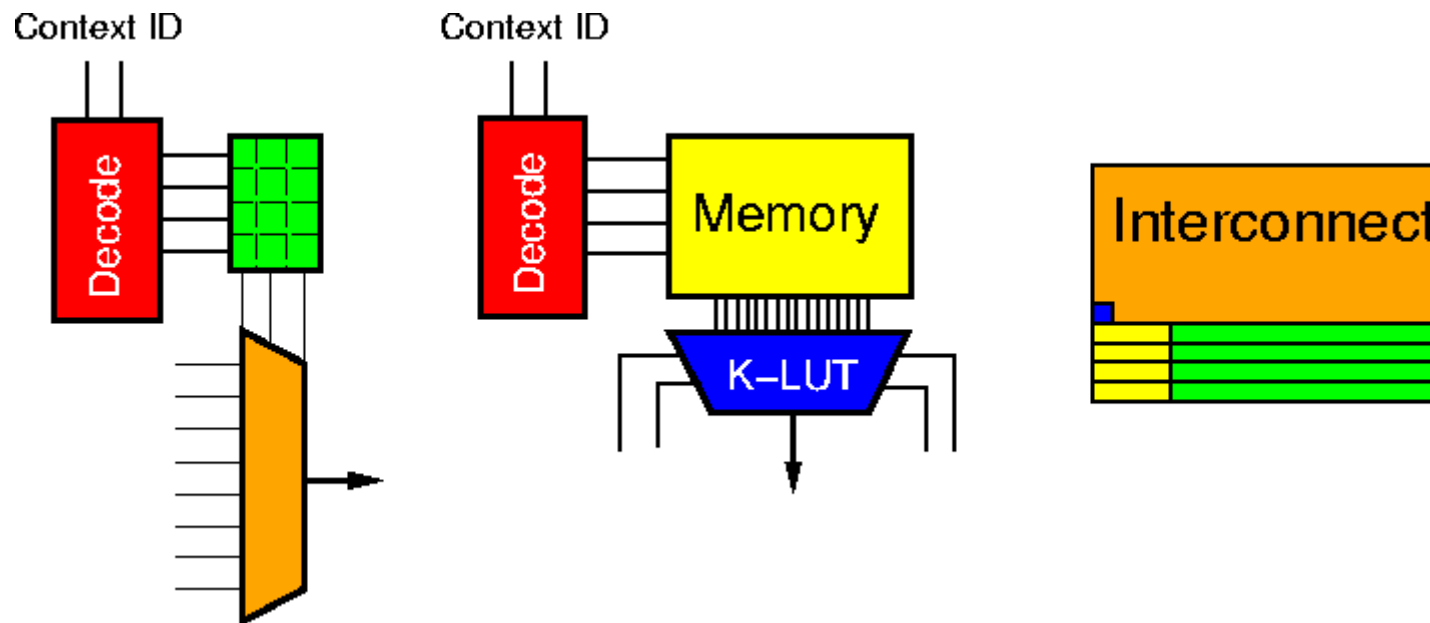 Context ID
Decode
Context ID
Decode
Memory
K–LUT
Interconnect